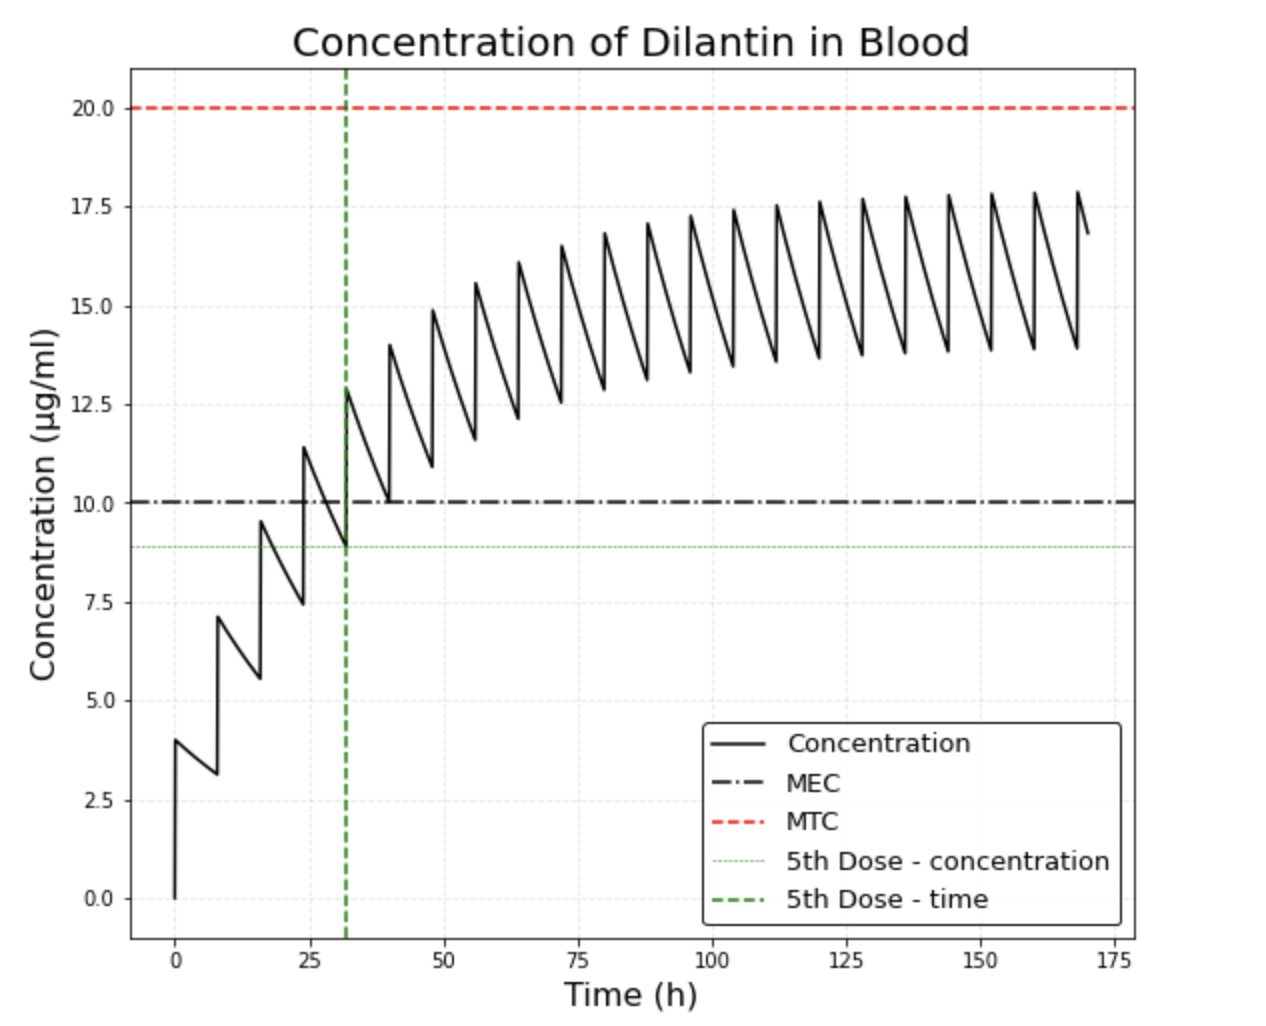 Concentration of Dilantin in Blood
20.0
17.5
15.0
12.5
10.0
7.5
5.0
2.5
0.0
Concentration (µg/ml)
Concentration
MEC
MTC
5th Dose - concentration
5th Dose - time
0 25 50 75 100 125 150 175
Time (h)